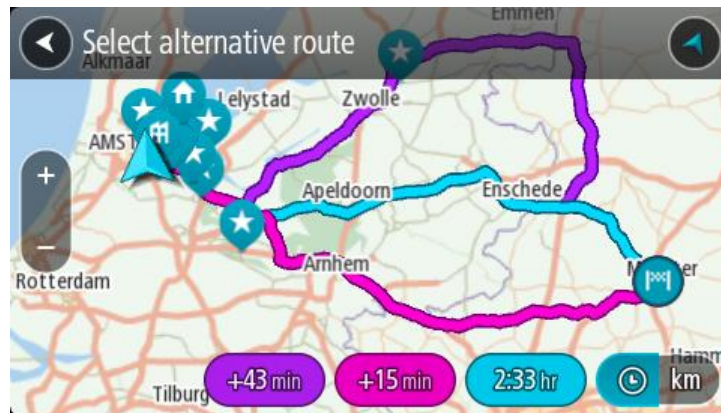 Emmen
Select alternative route
Alkmaar
Lelystad
Zwolle
AMST
+
Apeldoorn
Enschede
−
Arnhem
Rotterdam
Hamm
Tilburg
+43 min
+15 min
2:33 hr
km